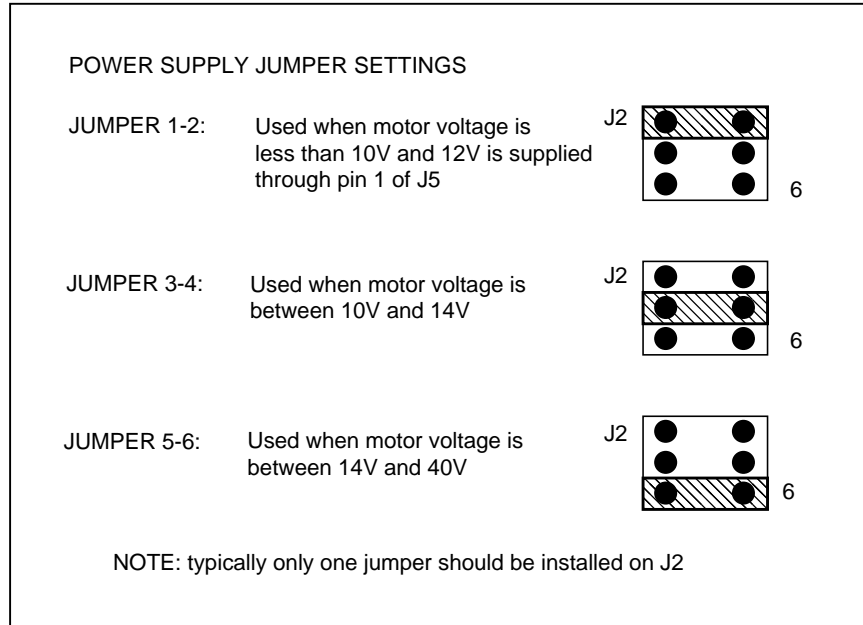 POWER SUPPLY JUMPER SETTINGS
JUMPER 1-2:
Used when motor voltage is
less than 10V and 12V is supplied
through pin 1 of J5
J2
6
JUMPER 3-4:
Used when motor voltage is
between 10V and 14V
J2
6
JUMPER 5-6:
Used when motor voltage is
between 14V and 40V
J2
6
NOTE: typically only one jumper should be installed on J2